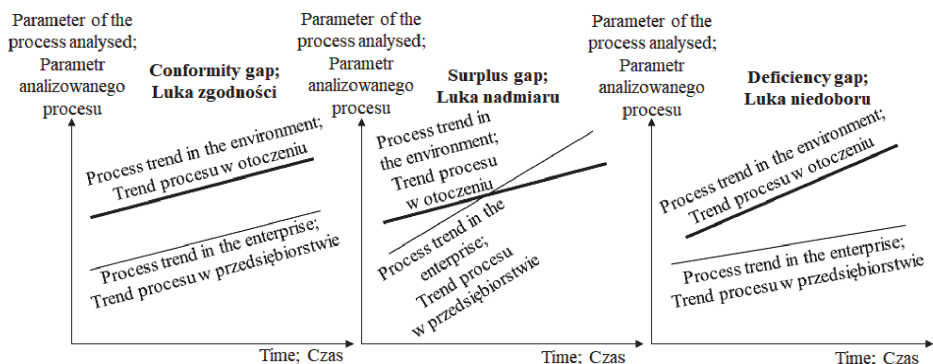 Parameter of the
process analysed;
Parametr
analizowanego
procesu
Conformity gap;
Luka zgodności
Process trend in the environment;
Trend procesu w otoczeniu
Process trend in the enterprise;
Trend procesu w przedsiębiorstwie
Time; Czas
Parameter of the
process analysed;
Parametr
analizowanego
procesu
Surplus gap;
Luka nadmiaru
Process trend in
the environment;
Trend procesu
w otoczeniu
Process trend in the
enterprise;
Trend procesu
w przedsiębiorstwie
Time; Czas
Parameter of the
process analysed;
Parametr
analizowanego
procesu
Deficiency gap;
Luka niedoboru
Process trend in the environment;
Trend procesu w otoczeniu
Process trend in the enterprise;
Trend procesu w przedsiębiorstwie
Time; Czas